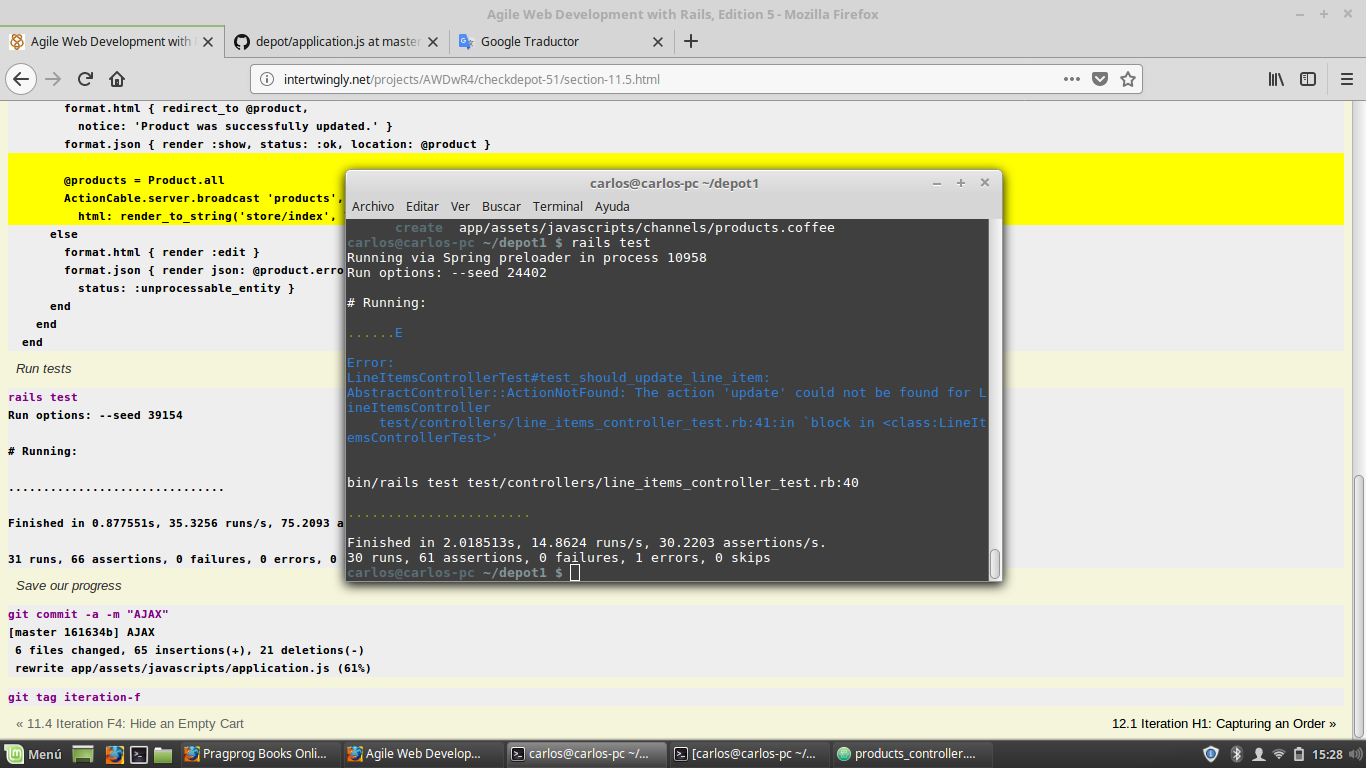 Agile Web Development with Rails, Edition 5 - Mozilla Firefox
Agile Web Development with
depot/application.js at master
Google Traductor
intertwingly.net/projects/AWDwR4/checkdepot-51/section-11.5.html
format.html { redirect_to @product,
notice: 'Product was successfully updated.' }
format.json { render :show, status: :ok, location: @product }
@products = Product.all
ActionCable.server.broadcast 'products',
html: render_to_string('store/index',
else
format.html { render :edit }
format.json { render json: @product.erro
status: :unprocessable_entity }
end
end
end
Run tests
rails test
Run options: --seed 39154
# Running:
...............................
Finished in 0.877551s, 35.3256 runs/s, 75.2093 a
31 runs, 66 assertions, 0 failures, 0 errors, 0
Save our progress
git commit -a -m "AJAX"
[master 161634b] AJAX
6 files changed, 65 insertions(+), 21 deletions(-)
rewrite app/assets/javascripts/application.js (61%)
git tag iteration-f
« 11.4 Iteration F4: Hide an Empty Cart
12.1 Iteration H1: Capturing an Order »
carlos@carlos-pc ~/depot1
Archivo Editar Ver Buscar Terminal Ayuda
create app/assets/javascripts/channels/products.coffee
carlos@carlos-pc ~/depot1 $ rails test
Running via Spring preloader in process 10958
Run options: --seed 24402
# Running:
......E
Error:
LineItemsControllerTest#test_should_update_line_item:
AbstractController::ActionNotFound: The action 'update' could not be found for L
ineItemsController
test/controllers/line_items_controller_test.rb:41:in `block in <class:LineIt
emsControllerTest>'
bin/rails test test/controllers/line_items_controller_test.rb:40
.......................
Finished in 2.018513s, 14.8624 runs/s, 30.2203 assertions/s.
30 runs, 61 assertions, 0 failures, 1 errors, 0 skips
carlos@carlos-pc ~/depot1 $
Menú
Pragprog Books Onli...
Agile Web Develop...
carlos@carlos-pc ~/...
[carlos@carlos-pc ~/...
products_controller....
15:28